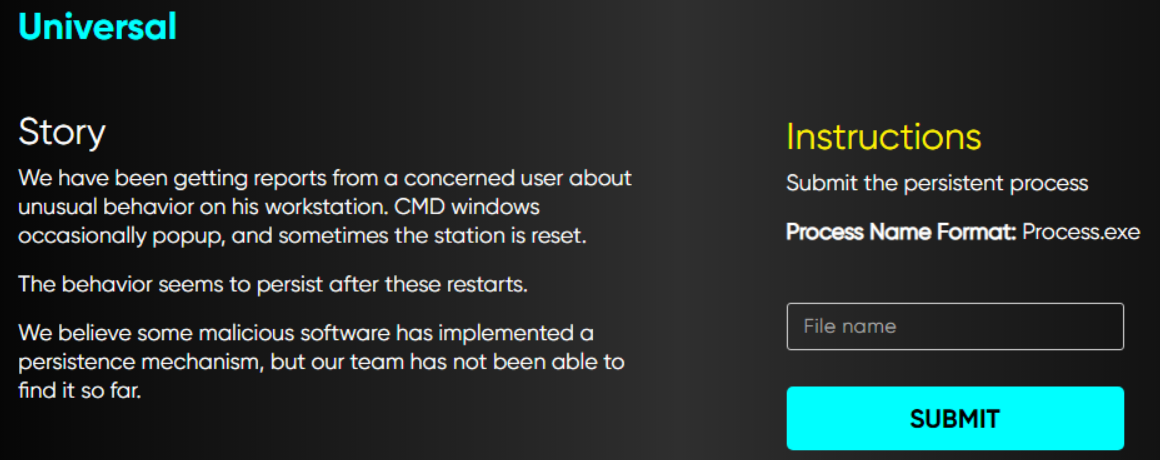 Universal
Story
We have been getting reports from a concerned user about
unusual behavior on his workstation. CMD windows
occasionally popup, and sometimes the station is reset.
The behavior seems to persist after these restarts.
We believe some malicious software has implemented a
persistence mechanism, but our team has not been able to
find it so far.
Instructions
Submit the persistent process
Process Name Format: Process.exe
File name
SUBMIT